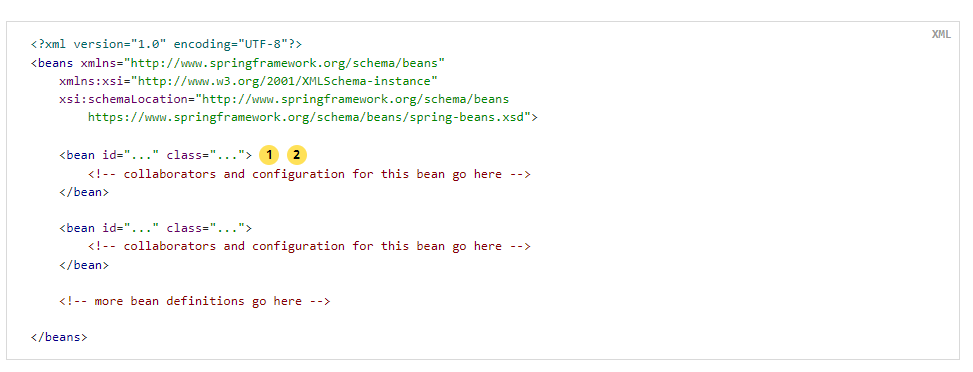 XML
<?xml version="1.0" encoding="UTF-8"?>
<beans xmlns="http://www.springframework.org/schema/beans"
    xmlns:xsi="http://www.w3.org/2001/XMLSchema-instance"
    xsi:schemaLocation="http://www.springframework.org/schema/beans
        https://www.springframework.org/schema/beans/spring-beans.xsd">
    <bean id="..." class="..."> 1 2
        <!-- collaborators and configuration for this bean go here -->
    </bean>
    <bean id="..." class="...">
        <!-- collaborators and configuration for this bean go here -->
    </bean>
    <!-- more bean definitions go here -->
</beans>